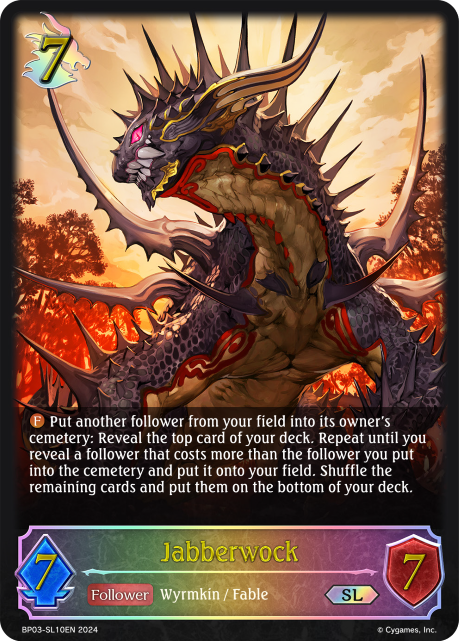 7
F Put another follower from your field into its owner's
cemetery: Reveal the top card of your deck. Repeat until you
reveal a follower that costs more than the follower you put
into the cemetery and put it onto your field. Shuffle the
remaining cards and put them on the bottom of your deck.
Jabberwock
7
Follower Wyrmkin / Fable SL
7
BP03-SL10EN 2024 © Cygames, Inc.